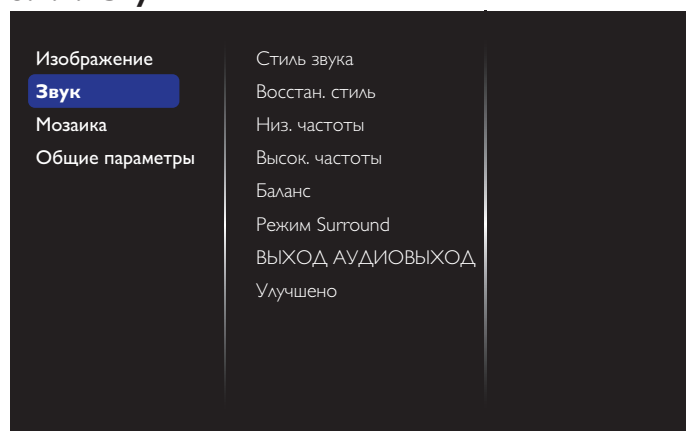 Изображение
Звук
Мозаика
Общие параметры
Стиль звука
Восстан. стиль
Низ. частоты
Высок. частоты
Баланс
Режим Surround
ВЫХОД АУДИОВЫХОД
Улучшено